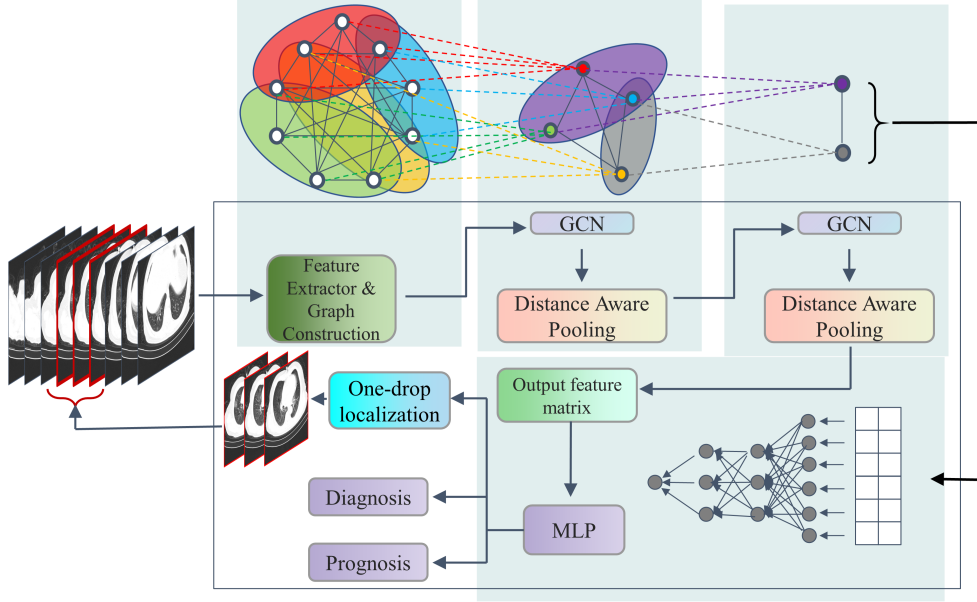 GCN
GCN
Feature
Extractor &
Graph
Construction
Distance Aware
Pooling
Distance Aware
Pooling
One-drop
localization
Output feature
matrix
Diagnosis
MLP
Prognosis